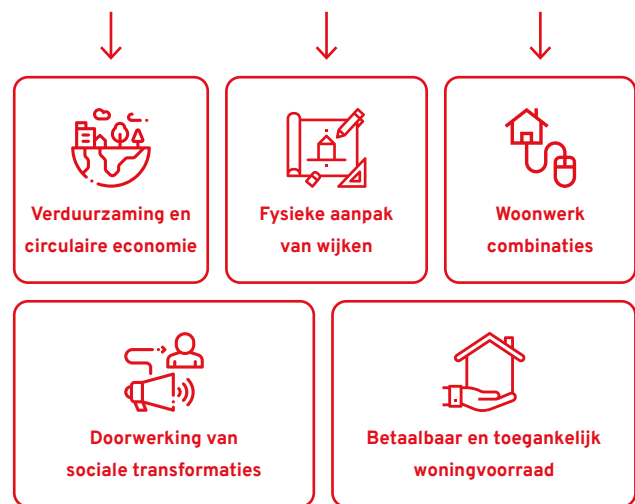 Verduurzaming en
circulaire economie
Fysieke aanpak
van wijken
Woonwerk
combinaties
Doorwerking van
sociale transformaties
Betaalbaar en toegankelijk
woningvoorraad